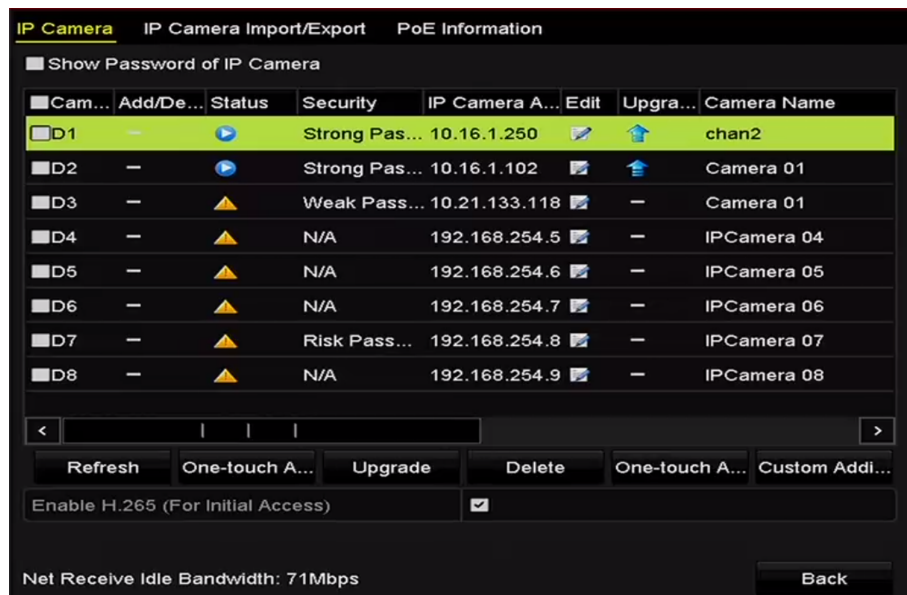 IP Camera IP Camera Import/Export PoE Information
Show Password of IP Camera
Cam... Add/De... Status Security IP Camera A... Edit Upgra... Camera Name
D1 – Strong Pas... 10.16.1.250 chan2
D2 – Strong Pas... 10.16.1.102 Camera 01
D3 – Weak Pass... 10.21.133.118 – Camera 01
D4 – N/A 192.168.254.5 – IPCamera 04
D5 – N/A 192.168.254.6 – IPCamera 05
D6 – N/A 192.168.254.7 – IPCamera 06
D7 – Risk Pass... 192.168.254.8 – IPCamera 07
D8 – N/A 192.168.254.9 – IPCamera 08
< >
Refresh One-touch A... Upgrade Delete One-touch A... Custom Addi...
Enable H.265 (For Initial Access)
Net Receive Idle Bandwidth: 71Mbps Back